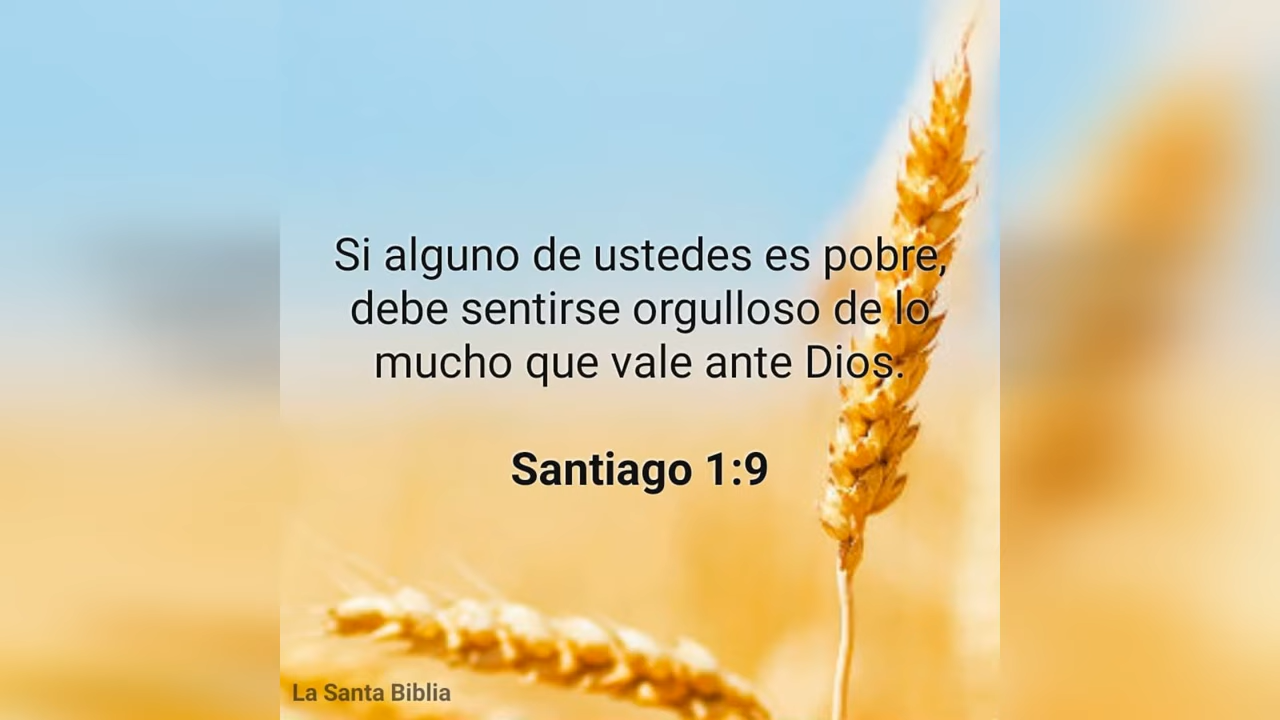 Si alguno de ustedes es pobre,
debe sentirse orgulloso de lo
mucho que vale ante Dios.
Santiago 1:9
La Santa Biblia